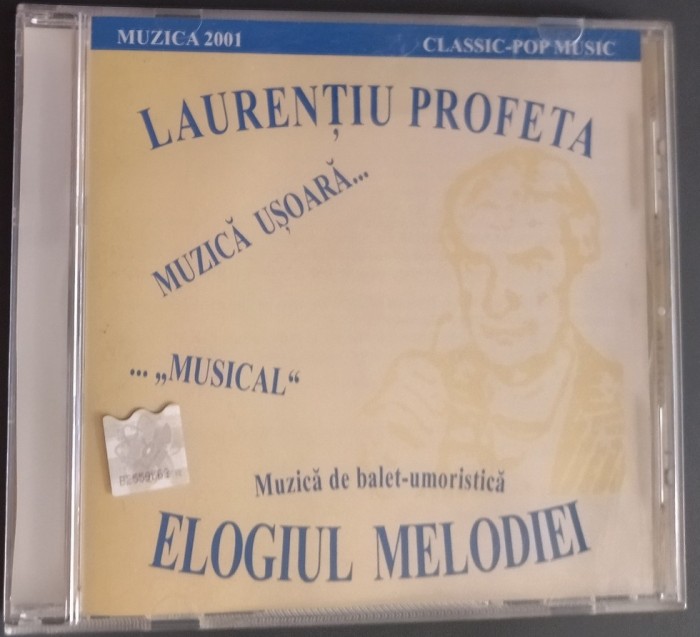 MUZICA 2001 CLASSIC-POP MUSIC
LAURENȚIU PROFETA
MUZICĂ UȘOARĂ...
... „MUSICAL“
Muzică de balet-umoristică
ELOGIUL MELODIEI